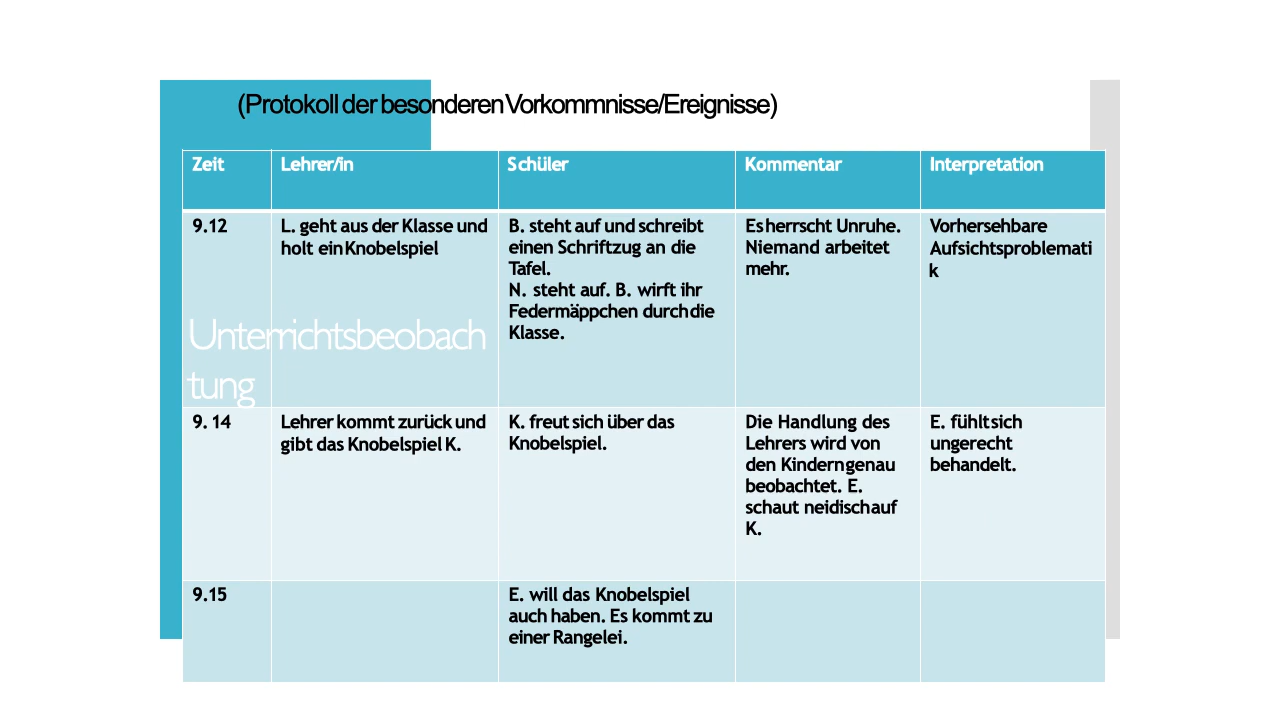 (Protokoll der besonderen Vorkommnisse/Ereignisse)
Zeit
Lehrer/in
Schüler
Kommentar
Interpretation
9.12
L. geht aus der Klasse und
holt ein Knobelspiel
B. steht auf und schreibt
einen Schriftzug an die
Tafel.
N. steht auf. B. wirft ihr
Federmäppchen durch die
Klasse.
Es herrscht Unruhe.
Niemand arbeitet
mehr.
Vorhersehbare
Aufsichtsproblemati
k
Unterrichtsbeobach
tung
9. 14
Lehrer kommt zurück und
gibt das Knobelspiel K.
K. freut sich über das
Knobelspiel.
Die Handlung des
Lehrers wird von
den Kindern genau
beobachtet. E.
schaut neidisch auf
K.
E. fühlt sich
ungerecht
behandelt.
9.15
E. will das Knobelspiel
auch haben. Es kommt zu
einer Rangelei.